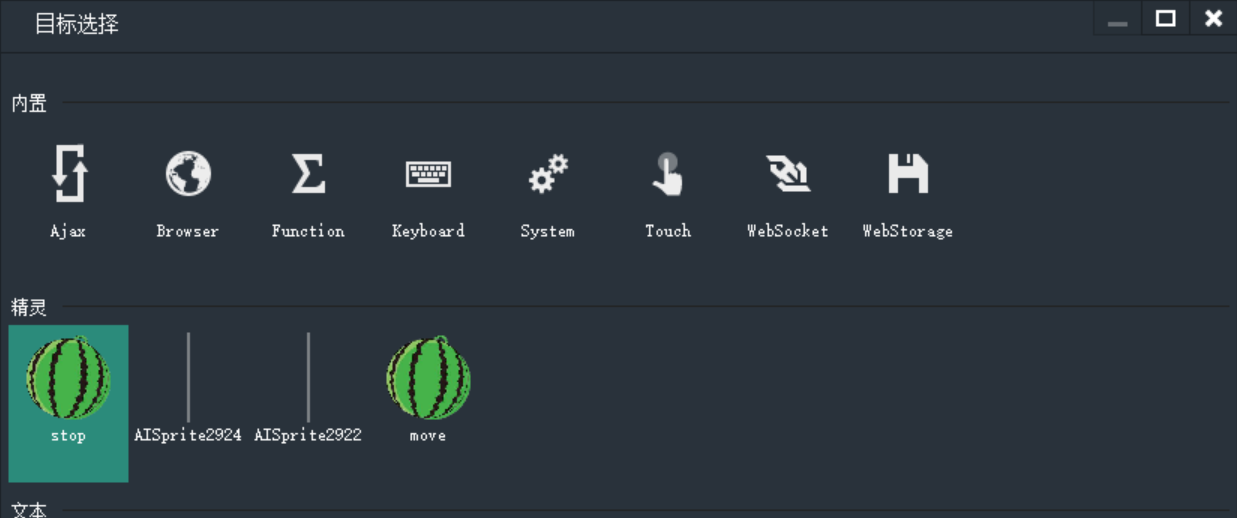 目标选择
内置
Ajax Browser Function Keyboard System Touch WebSocket WebStorage
精灵
stop AISprite2924 AISprite2922 move
文本